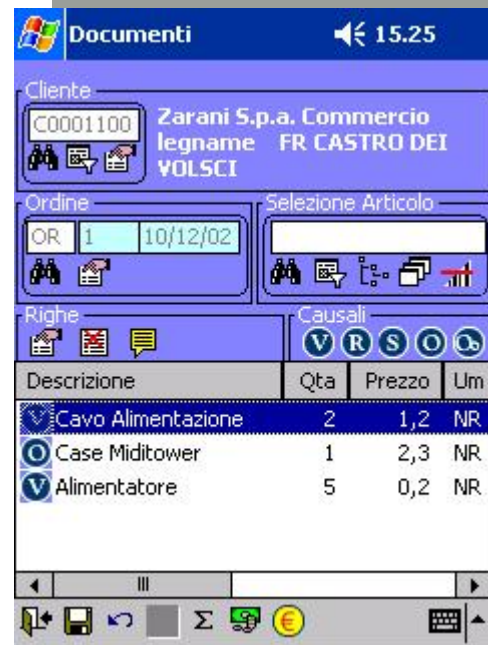 Documenti 15.25
Cliente
C0001100 Zarani S.p.a. Commercio
legname FR CASTRO DEI
VOLSCI
Ordine Selezione Articolo
OR 1 10/12/02
Righe Causali
V R S O Os
Descrizione Qta Prezzo Um
V Cavo Alimentazione 2 1,2 NR
O Case Miditower 1 2,3 NR
V Alimentatore 5 0,2 NR
Σ €